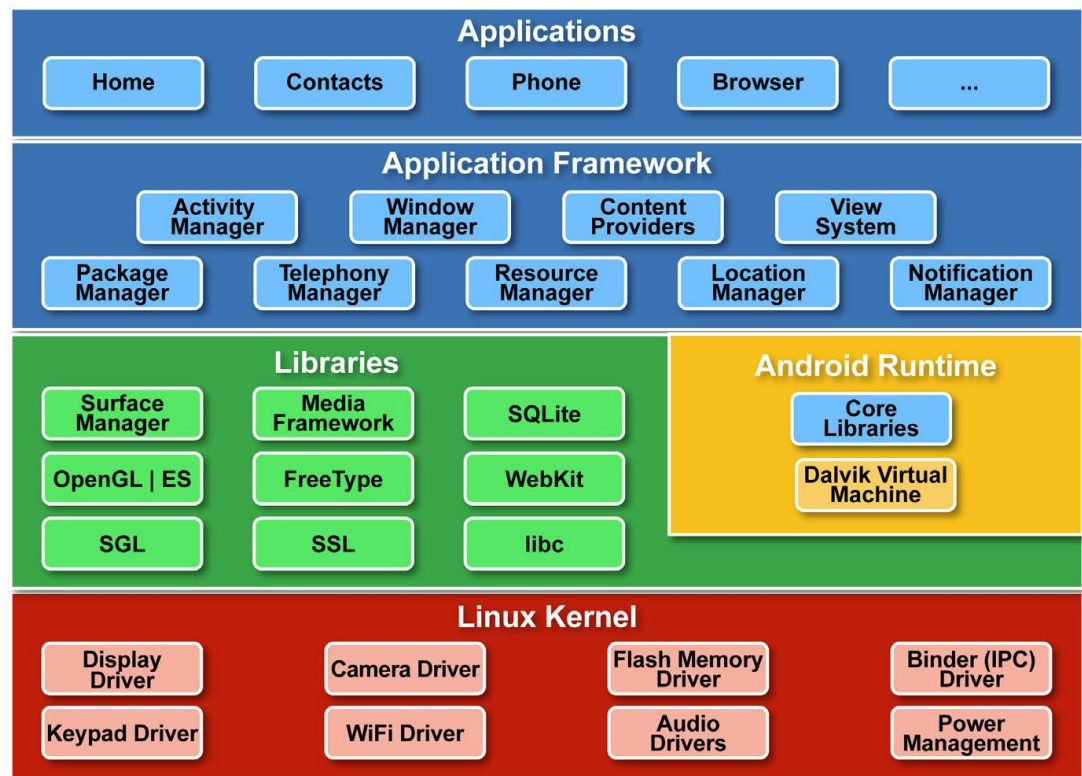 Applications
Home
Contacts
Phone
Browser
...
Application Framework
Activity
Manager
Window
Manager
Content
Providers
View
System
Package
Manager
Telephony
Manager
Resource
Manager
Location
Manager
Notification
Manager
Libraries
Surface
Manager
Media
Framework
SQLite
OpenGL | ES
FreeType
WebKit
SGL
SSL
libc
Android Runtime
Core
Libraries
Dalvik Virtual
Machine
Linux Kernel
Display
Driver
Camera Driver
Flash Memory
Driver
Binder (IPC)
Driver
Keypad Driver
WiFi Driver
Audio
Drivers
Power
Management